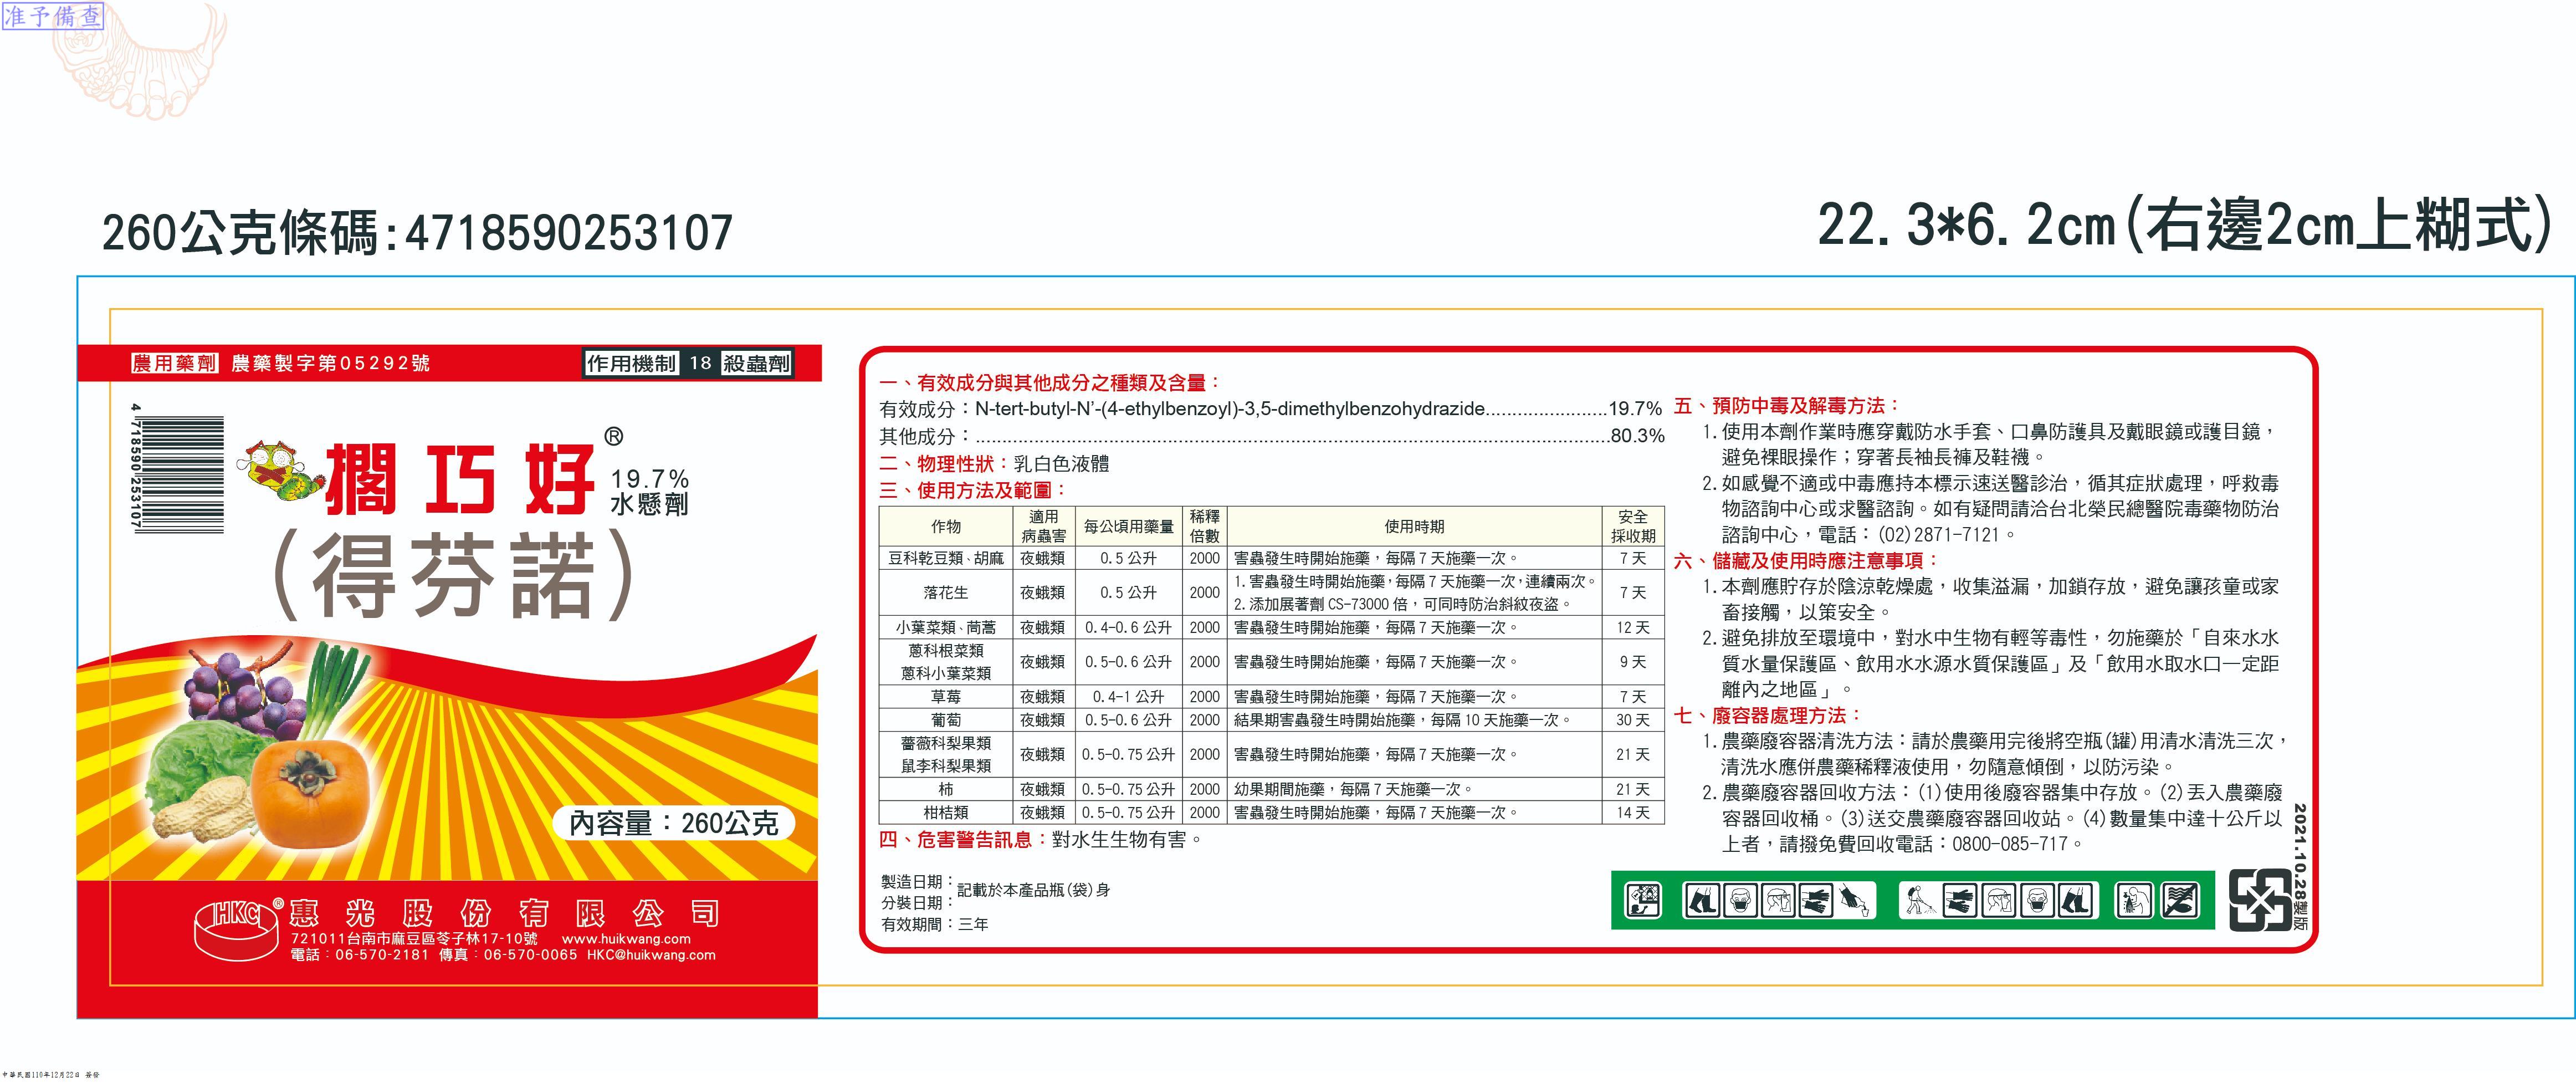 准予備查
260公克條碼:4718590253107
22.3*6.2cm(右邊2cm上糊式)
農用藥劑 農藥製字第05292號
作用機制 18 殺蟲劑
4 718590 253107
擱巧好®
19.7%
水懸劑
(得芬諾)
內容量：260公克
HKC® 惠光股份有限公司
721011台南市麻豆區苓子林17-10號 www.huikwang.com
電話：06-570-2181 傳真：06-570-0065 HKC@huikwang.com
一、有效成分與其他成分之種類及含量：
有效成分：N-tert-butyl-N’-(4-ethylbenzoyl)-3,5-dimethylbenzohydrazide.......................19.7%
其他成分：........................................................................................................................80.3%
二、物理性狀：乳白色液體
三、使用方法及範圍：
作物 適用病蟲害 每公頃用藥量 稀釋倍數 使用時期 安全採收期
豆科乾豆類、胡麻 夜蛾類 0.5公升 2000 害蟲發生時開始施藥，每隔7天施藥一次。 7天
落花生 夜蛾類 0.5公升 2000 1.害蟲發生時開始施藥，每隔7天施藥一次，連續兩次。 7天
2.添加展著劑CS-73000倍，可同時防治斜紋夜盜。
小葉菜類、茼蒿 夜蛾類 0.4-0.6公升 2000 害蟲發生時開始施藥，每隔7天施藥一次。 12天
蔥科根菜類
蔥科小葉菜類 夜蛾類 0.5-0.6公升 2000 害蟲發生時開始施藥，每隔7天施藥一次。 9天
草莓 夜蛾類 0.4-1公升 2000 害蟲發生時開始施藥，每隔7天施藥一次。 7天
葡萄 夜蛾類 0.5-0.6公升 2000 結果期害蟲發生時開始施藥，每隔10天施藥一次。 30天
薔薇科梨果類
鼠李科梨果類 夜蛾類 0.5-0.75公升 2000 害蟲發生時開始施藥，每隔7天施藥一次。 21天
柿 夜蛾類 0.5-0.75公升 2000 幼果期間施藥，每隔7天施藥一次。 21天
柑桔類 夜蛾類 0.5-0.75公升 2000 害蟲發生時開始施藥，每隔7天施藥一次。 14天
四、危害警告訊息：對水生生物有害。
製造日期：
分裝日期：記載於本產品瓶(袋)身
有效期間：三年
五、預防中毒及解毒方法：
1.使用本劑作業時應穿戴防水手套、口鼻防護具及戴眼鏡或護目鏡，
避免裸眼操作；穿著長袖長褲及鞋襪。
2.如感覺不適或中毒應持本標示速送醫診治，循其症狀處理，呼救毒
物諮詢中心或求醫諮詢。如有疑問請洽台北榮民總醫院毒藥物防治
諮詢中心，電話：(02)2871-7121。
六、儲藏及使用時應注意事項：
1.本劑應貯存於陰涼乾燥處，收集溢漏，加鎖存放，避免讓孩童或家
畜接觸，以策安全。
2.避免排放至環境中，對水中生物有輕等毒性，勿施藥於「自來水水
質水量保護區、飲用水水源水質保護區」及「飲用水取水口一定距
離內之地區」。
七、廢容器處理方法：
1.農藥廢容器清洗方法：請於農藥用完後將空瓶(罐)用清水清洗三次，
清洗水應併農藥稀釋液使用，勿隨意傾倒，以防污染。
2.農藥廢容器回收方法：(1)使用後廢容器集中存放。(2)丟入農藥廢
容器回收桶。(3)送交農藥廢容器回收站。(4)數量集中達十公斤以
上者，請撥免費回收電話：0800-085-717。
2021.10.28製版
中華民國110年12月22日 簽發